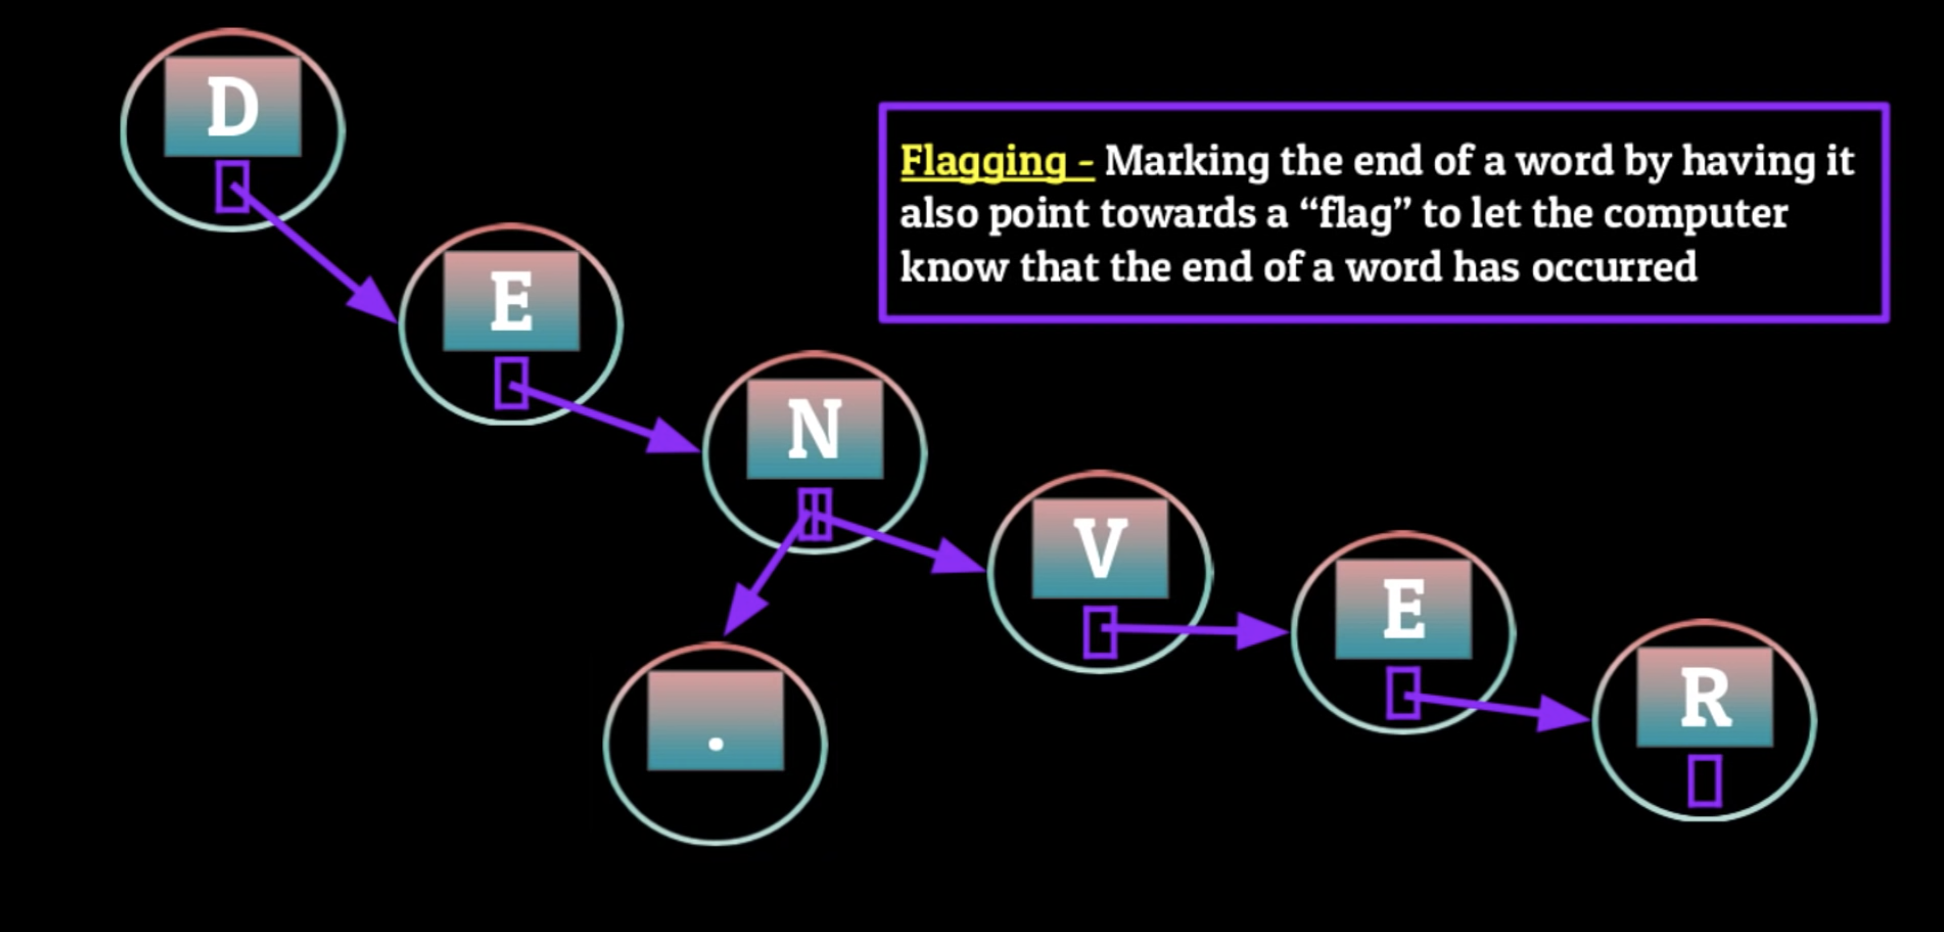 D
E
Flagging - Marking the end of a word by having it
also point towards a “flag” to let the computer
know that the end of a word has occurred
N
V
E
R
.